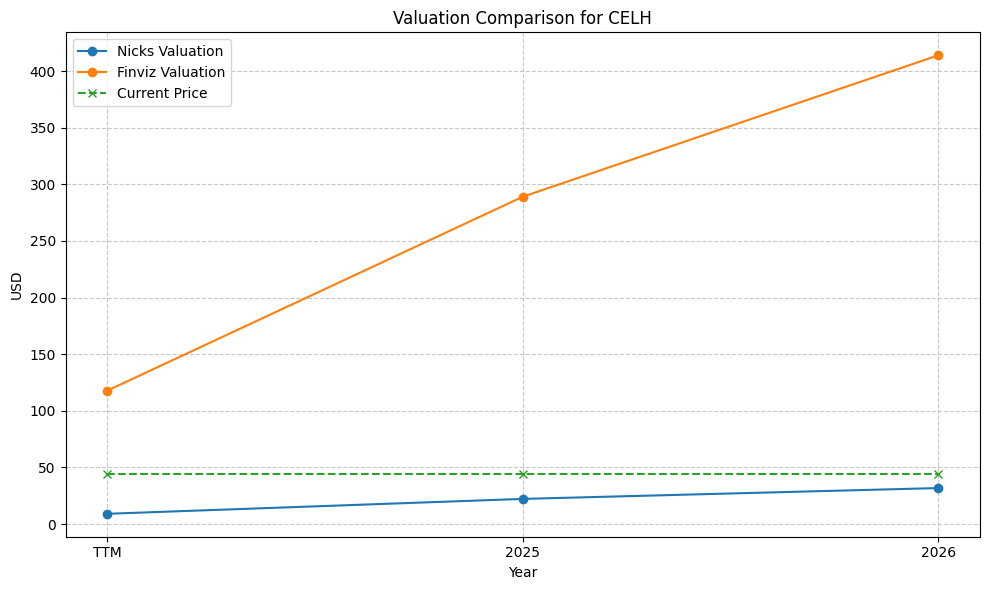 Valuation Comparison for CELH
Nicks Valuation
Finviz Valuation
Current Price
400
350
300
250
200
150
100
50
0
USD
TTM
2025
2026
Year